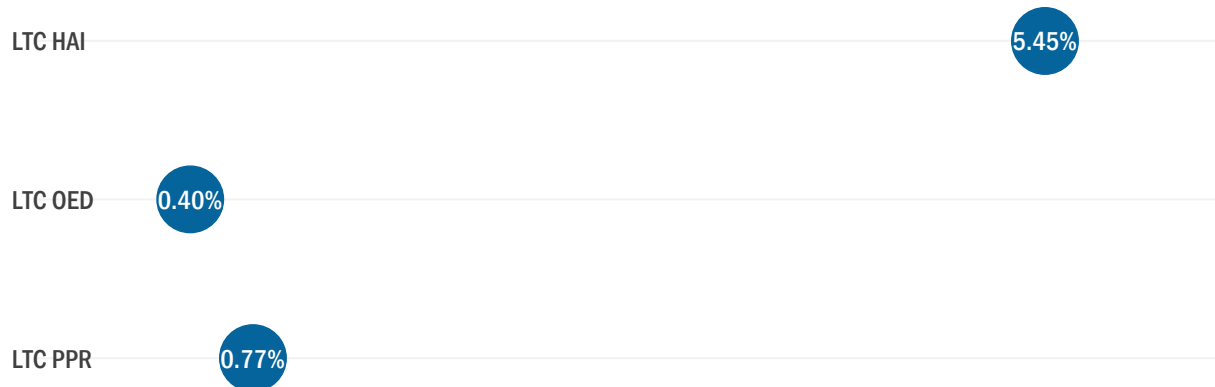 LTC HAI 5.45%
LTC OED 0.40%
LTC PPR 0.77%